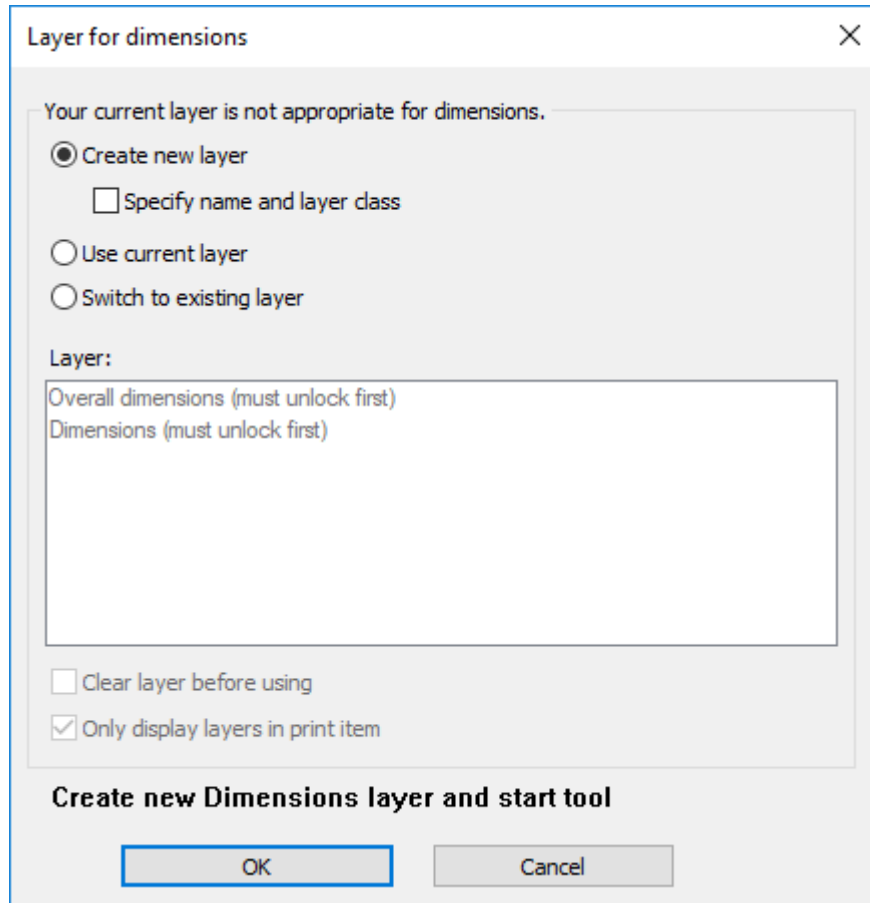 Layer for dimensions
Your current layer is not appropriate for dimensions.
Create new layer
Specify name and layer class
Use current layer
Switch to existing layer
Layer:
Overall dimensions (must unlock first)
Dimensions (must unlock first)
Clear layer before using
Only display layers in print item
Create new Dimensions layer and start tool
OK Cancel